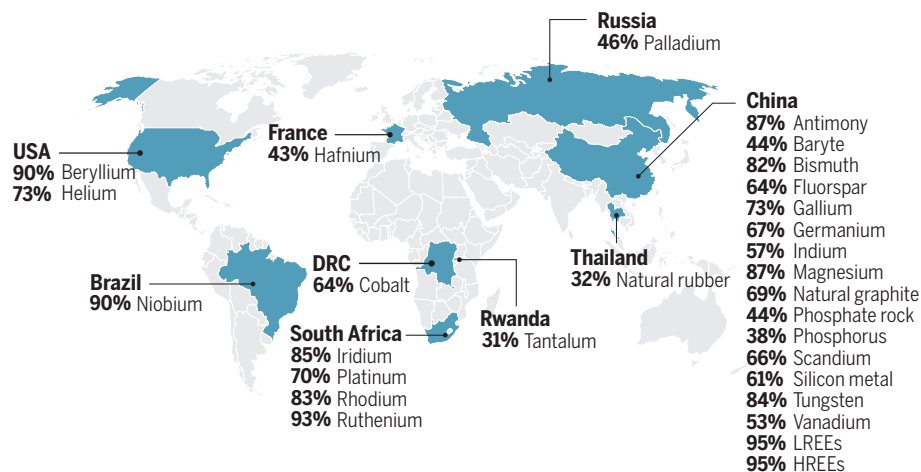 Russia
46% Palladium
China
87% Antimony
44% Baryte
82% Bismuth
64% Fluorspar
73% Gallium
67% Germanium
57% Indium
87% Magnesium
69% Natural graphite
44% Phosphate rock
38% Phosphorus
66% Scandium
61% Silicon metal
84% Tungsten
53% Vanadium
95% LREEs
95% HREEs
France
43% Hafnium
USA
90% Beryllium
73% Helium
Thailand
32% Natural rubber
DRC
64% Cobalt
Brazil
90% Niobium
Rwanda
31% Tantalum
South Africa
85% Iridium
70% Platinum
83% Rhodium
93% Ruthenium